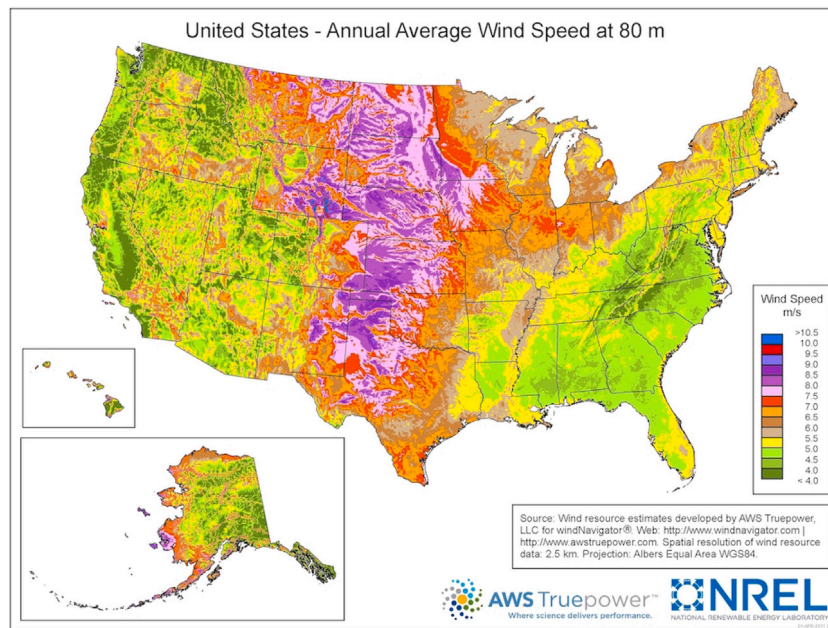 United States - Annual Average Wind Speed at 80 m
Wind Speed
m/s
>10.5
10.0
9.5
9.0
8.5
8.0
7.5
7.0
6.5
6.0
5.5
5.0
4.5
4.0
< 4.0
Source: Wind resource estimates developed by AWS Truepower,
LLC for windNavigator®. Web: http://www.windnavigator.com |
http://www.awstruepower.com. Spatial resolution of wind resource
data: 2.5 km. Projection: Albers Equal Area WGS84.
AWS Truepower™
Where science delivers performance.
NREL
NATIONAL RENEWABLE ENERGY LABORATORY